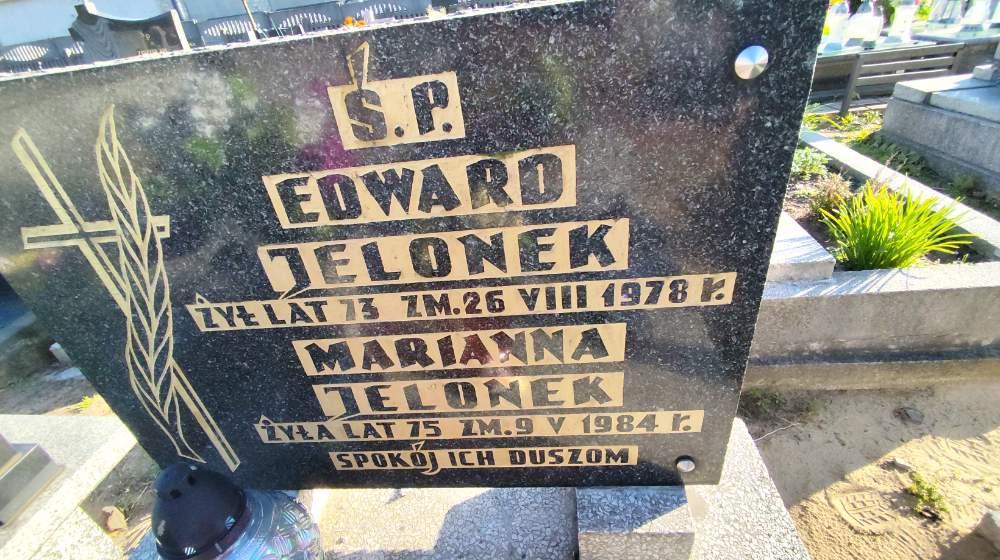 Ś.P.
EDWARD
JELONEK
ŻYŁ LAT 73 ZM. 26 VIII 1978 r.
MARIANNA
JELONEK
ŻYŁA LAT 75 ZM. 9 V 1984 r.
SPOKÓJ ICH DUSZOM